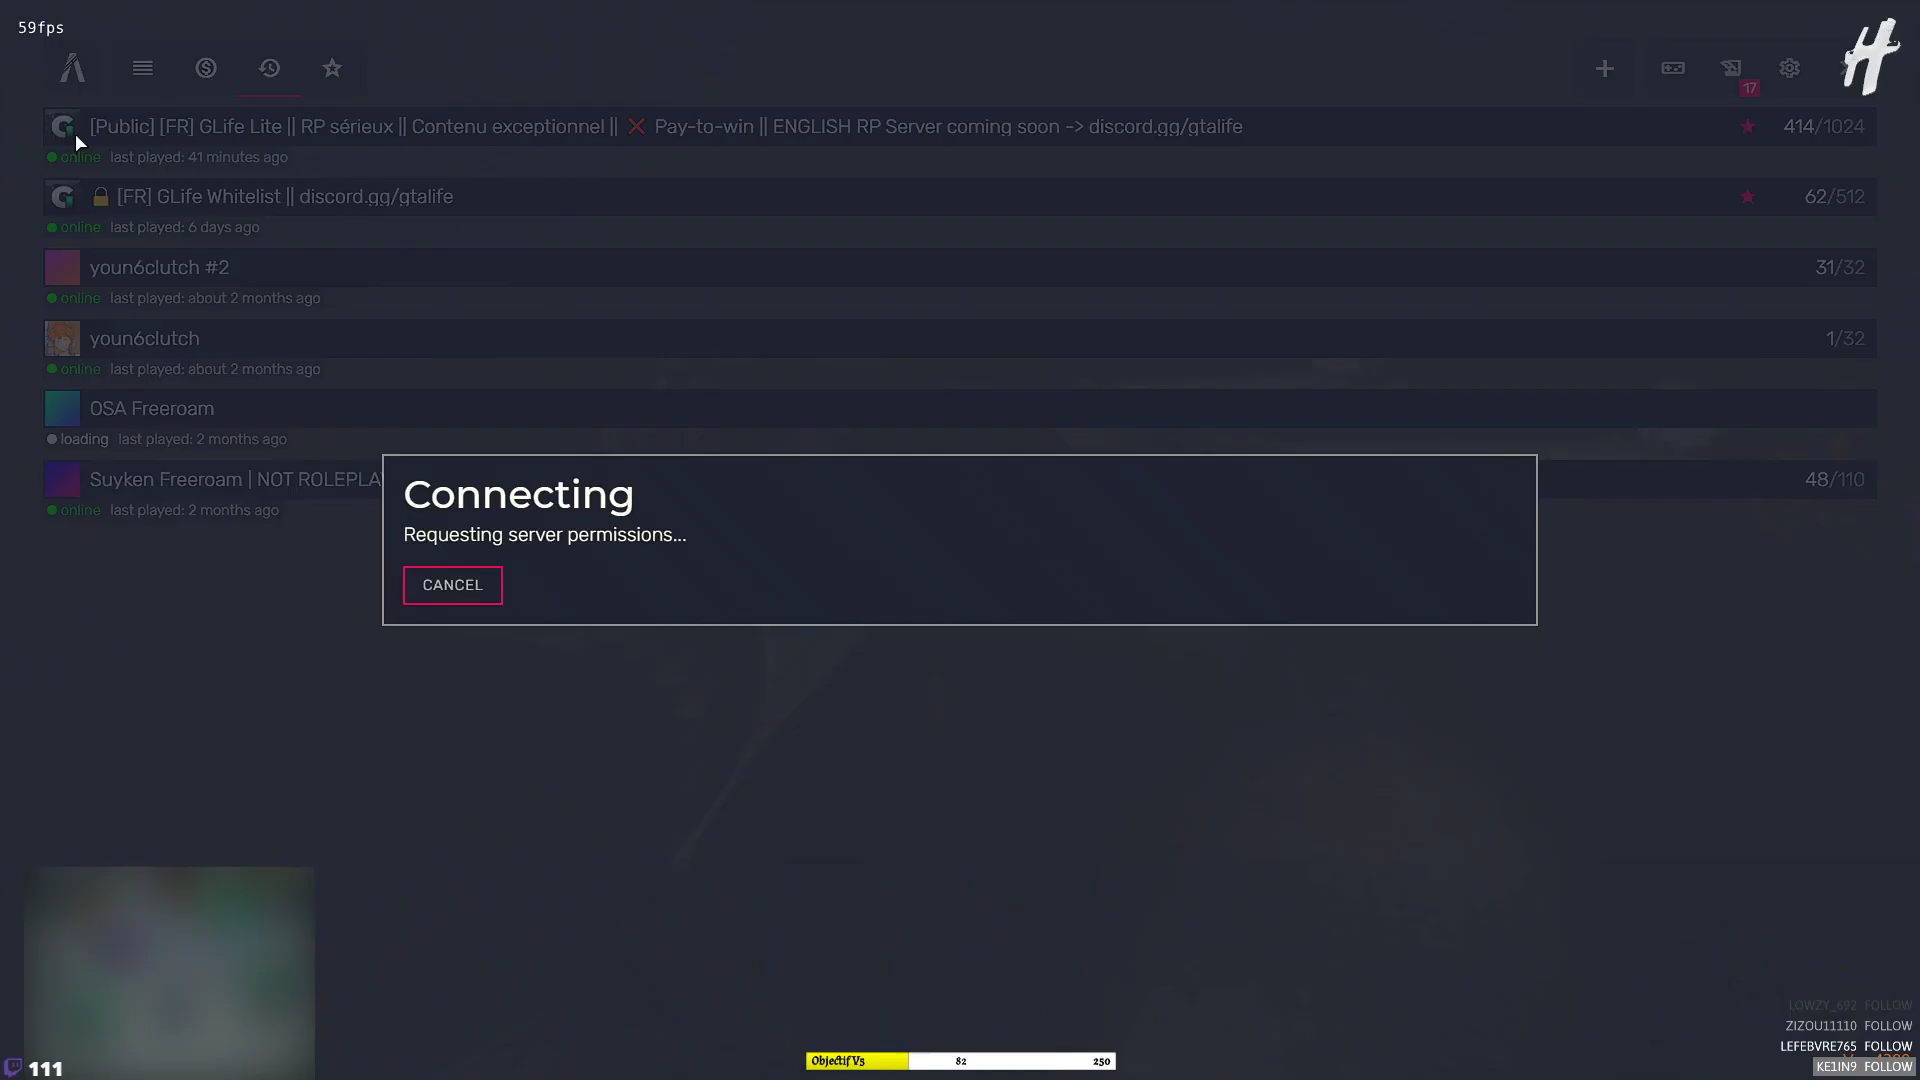 59fps
17
[Public] [FR] GLife Lite || RP sérieux || Contenu exceptionnel || ❌ Pay-to-win || ENGLISH RP Server coming soon -> discord.gg/gtalife 414/1024
online last played: 41 minutes ago
[FR] GLife Whitelist || discord.gg/gtalife 62/512
online last played: 6 days ago
youn6clutch #2 31/32
online last played: about 2 months ago
youn6clutch 1/32
online last played: about 2 months ago
OSA Freeroam
loading last played: 2 months ago
Suyken Freeroam | NOT ROLEPLA 48/110
online last played: 2 months ago
Connecting
Requesting server permissions...
CANCEL
LOWZY_692 FOLLOW
ZIZOU11110 FOLLOW
LEFEBVRE765 FOLLOW
KE1IN9 FOLLOW
Objectif V5 82 250
111